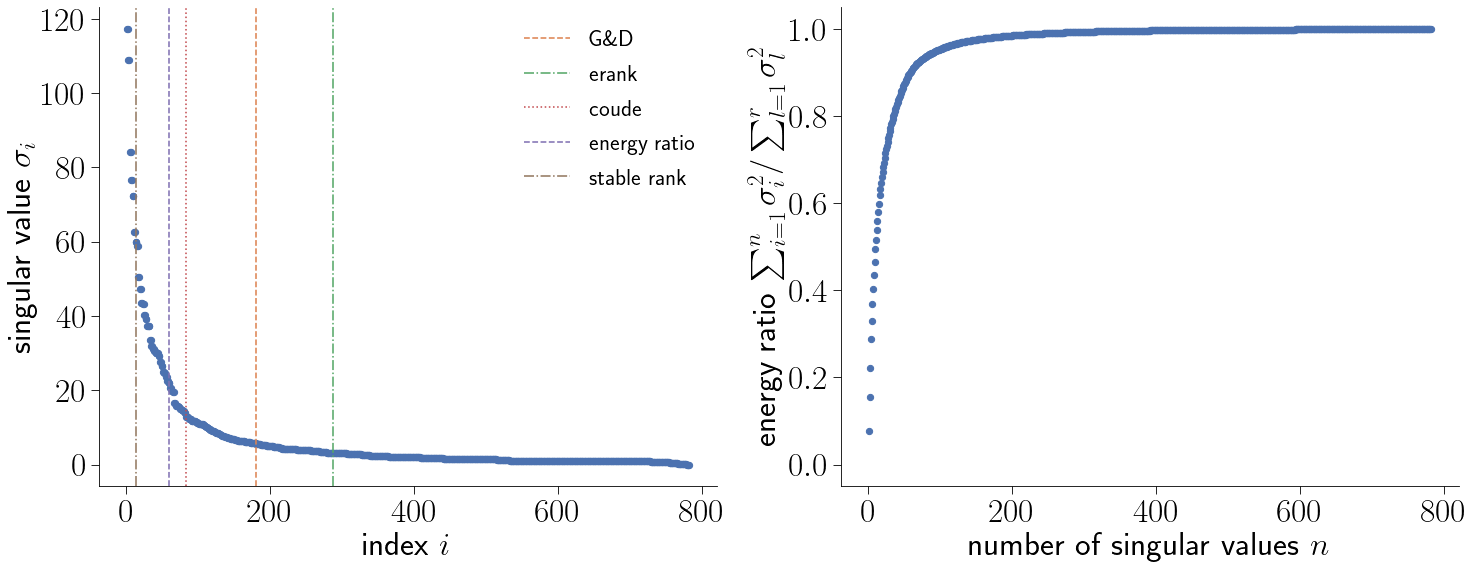 120
100
80
60
40
20
0
singular value σ_i
0 200 400 600 800
index i
G&D
erank
coude
energy ratio
stable rank
1.0
0.8
0.6
0.4
0.2
0.0
energy ratio ∑_{i=1}^{n} σ_i^2 / ∑_{l=1}^{r} σ_l^2
0 200 400 600 800
number of singular values n